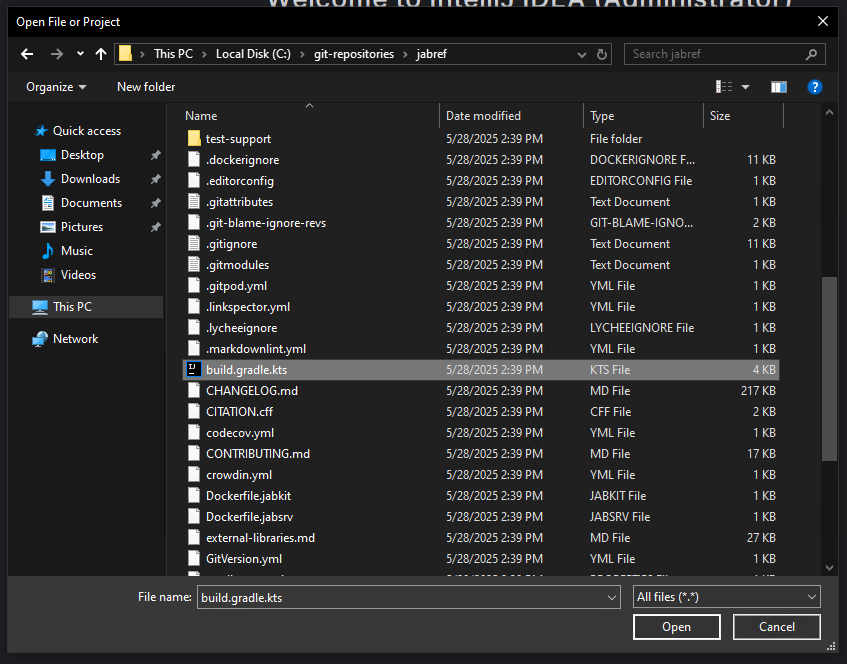 Welcome to IntelliJ IDEA (Administrator)
Open File or Project
This PC > Local Disk (C:) > git-repositories > jabref
Search jabref
Organize New folder
Name Date modified Type Size
Quick access
Desktop
Downloads
Documents
Pictures
Music
Videos
This PC
Network
test-support 5/28/2025 2:39 PM File folder
.dockerignore 5/28/2025 2:39 PM DOCKERIGNORE F... 11 KB
.editorconfig 5/28/2025 2:39 PM EDITORCONFIG File 1 KB
.gitattributes 5/28/2025 2:39 PM Text Document 1 KB
.git-blame-ignore-revs 5/28/2025 2:39 PM GIT-BLAME-IGNO... 2 KB
.gitignore 5/28/2025 2:39 PM Text Document 11 KB
.gitmodules 5/28/2025 2:39 PM Text Document 1 KB
.gitpod.yml 5/28/2025 2:39 PM YML File 1 KB
.linkspector.yml 5/28/2025 2:39 PM YML File 1 KB
.lycheeignore 5/28/2025 2:39 PM LYCHEEIGNORE File 1 KB
.markdownlint.yml 5/28/2025 2:39 PM YML File 1 KB
build.gradle.kts 5/28/2025 2:39 PM KTS File 4 KB
CHANGELOG.md 5/28/2025 2:39 PM MD File 217 KB
CITATION.cff 5/28/2025 2:39 PM CFF File 2 KB
codecov.yml 5/28/2025 2:39 PM YML File 1 KB
CONTRIBUTING.md 5/28/2025 2:39 PM MD File 17 KB
crowdin.yml 5/28/2025 2:39 PM YML File 1 KB
Dockerfile.jabkit 5/28/2025 2:39 PM JABKIT File 1 KB
Dockerfile.jabsrv 5/28/2025 2:39 PM JABSRV File 1 KB
external-libraries.md 5/28/2025 2:39 PM MD File 27 KB
GitVersion.yml 5/28/2025 2:39 PM YML File 1 KB
File name: build.gradle.kts All files (*.*)
Open Cancel